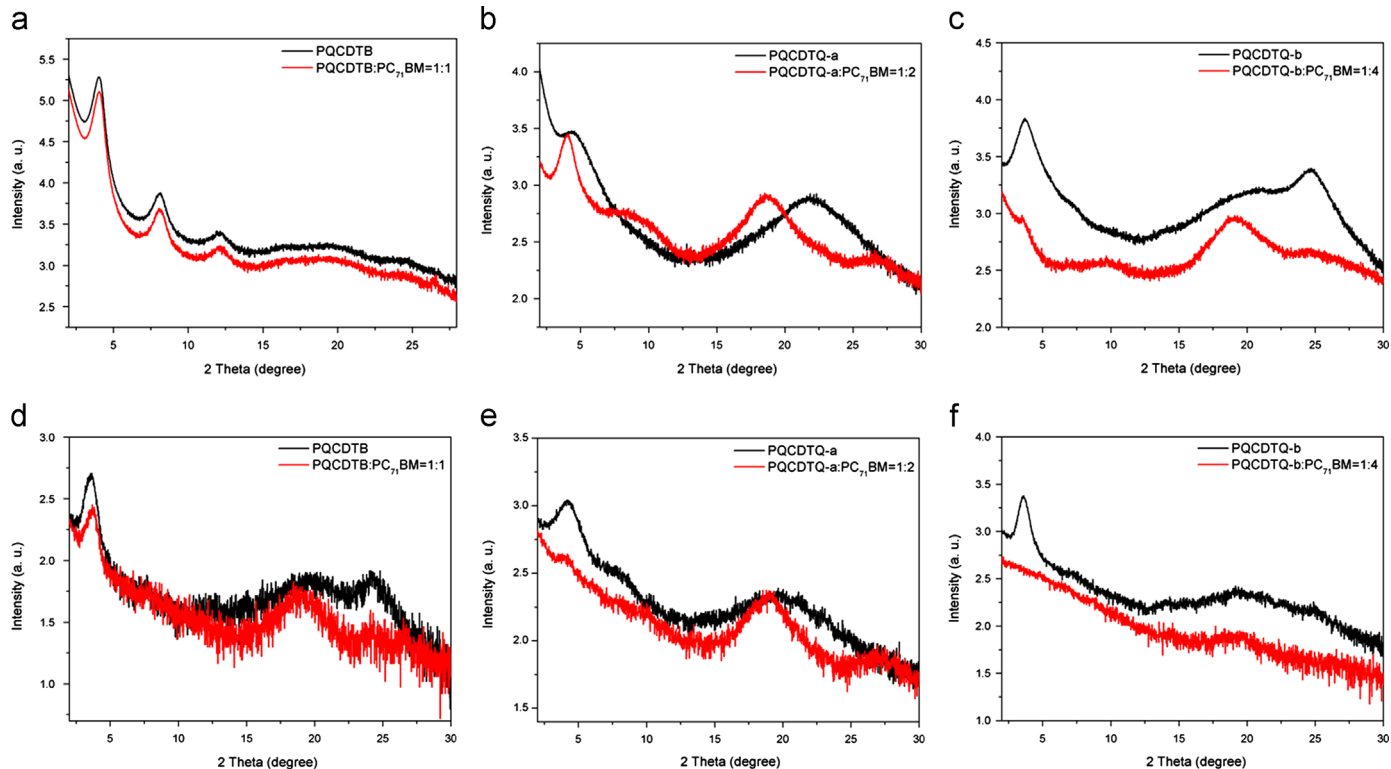 a
PQCDTB
PQCDTB:PC71BM=1:1
5.5
5.0
4.5
4.0
3.5
3.0
2.5
Intensity (a. u.)
5 10 15 20 25
2 Theta (degree)
b
PQCDTQ-a
PQCDTQ-a:PC71BM=1:2
4.0
3.5
3.0
2.5
2.0
Intensity (a. u.)
5 10 15 20 25 30
2 Theta (degree)
c
PQCDTQ-b
PQCDTQ-b:PC71BM=1:4
4.5
4.0
3.5
3.0
2.5
2.0
Intensity (a. u.)
5 10 15 20 25 30
2 Theta (degree)
d
PQCDTB
PQCDTB:PC71BM=1:1
3.0
2.5
2.0
1.5
1.0
Intensity (a. u.)
5 10 15 20 25 30
2 Theta (degree)
e
PQCDTQ-a
PQCDTQ-a:PC71BM=1:2
3.5
3.0
2.5
2.0
1.5
Intensity (a. u.)
5 10 15 20 25 30
2 Theta (degree)
f
PQCDTQ-b
PQCDTQ-b:PC71BM=1:4
4.0
3.5
3.0
2.5
2.0
1.5
1.0
Intensity (a. u.)
5 10 15 20 25 30
2 Theta (degree)